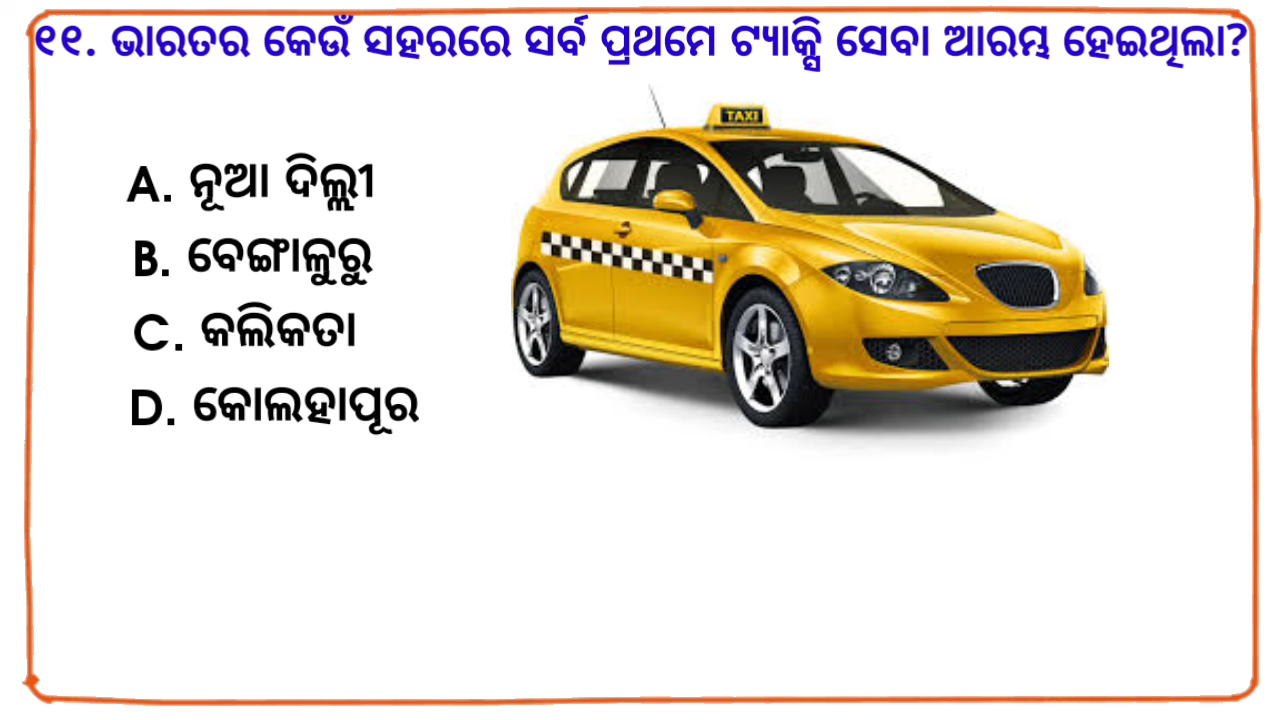 ୧୧. ଭାରତର କେଉଁ ସହରରେ ସର୍ବ ପ୍ରଥମେ ଟ୍ୟାକ୍ସି ସେବା ଆରମ୍ଭ ହେଇଥିଲା?
TAXI
A. ନୂଆ ଦିଲ୍ଲୀ
B. ବେଙ୍ଗାଳୁରୁ
C. କଲିକତା
D. କୋଲହାପୂର